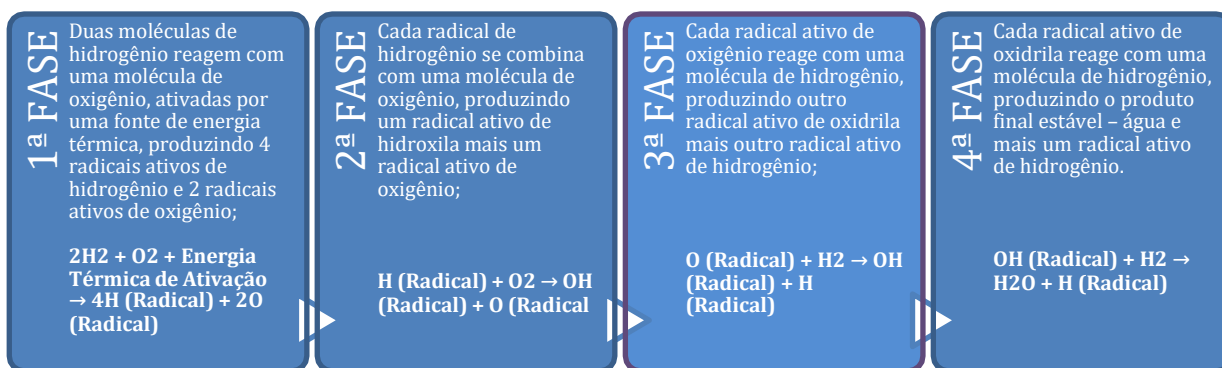 1ª FASE
Duas moléculas de
hidrogênio reagem com
uma molécula de
oxigênio, ativadas por
uma fonte de energia
térmica, produzindo 4
radicais ativos de
hidrogênio e 2 radicais
ativos de oxigênio;
2H2 + O2 + Energia
Térmica de Ativação
→ 4H (Radical) + 2O
(Radical)
2ª FASE
Cada radical de
hidrogênio se combina
com uma molécula de
oxigênio, produzindo
um radical ativo de
hidroxila mais um
radical ativo de
oxigênio;
H (Radical) + O2 → OH
(Radical) + O (Radical
3ª FASE
Cada radical ativo de
oxigênio reage com uma
molécula de hidrogênio,
produzindo outro
radical ativo de oxidrila
mais outro radical ativo
de hidrogênio;
O (Radical) + H2 → OH
(Radical) + H
(Radical)
4ª FASE
Cada radical ativo de
oxidrila reage com uma
molécula de hidrogênio,
produzindo o produto
final estável – água e
mais um radical ativo
de hidrogênio.
OH (Radical) + H2 →
H2O + H (Radical)